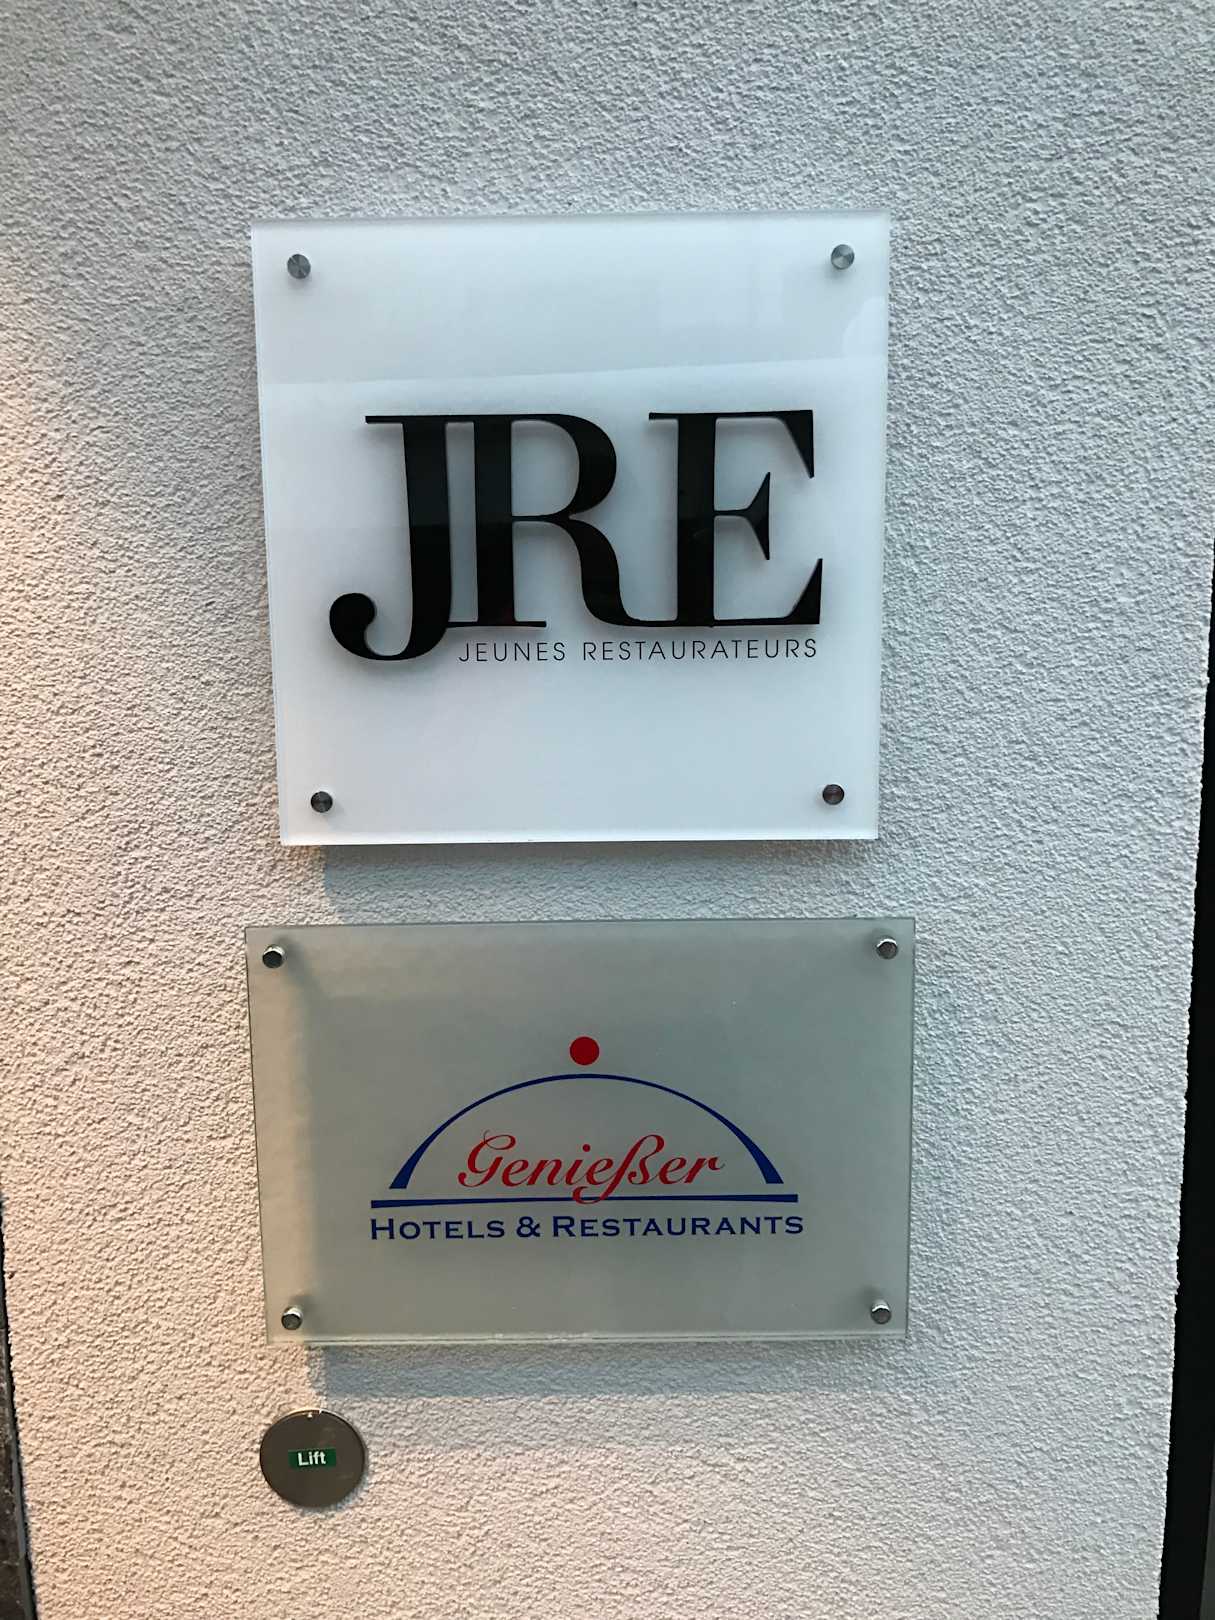 JRE
JEUNES RESTAURATEURS
Genießer
HOTELS & RESTAURANTS
Lift